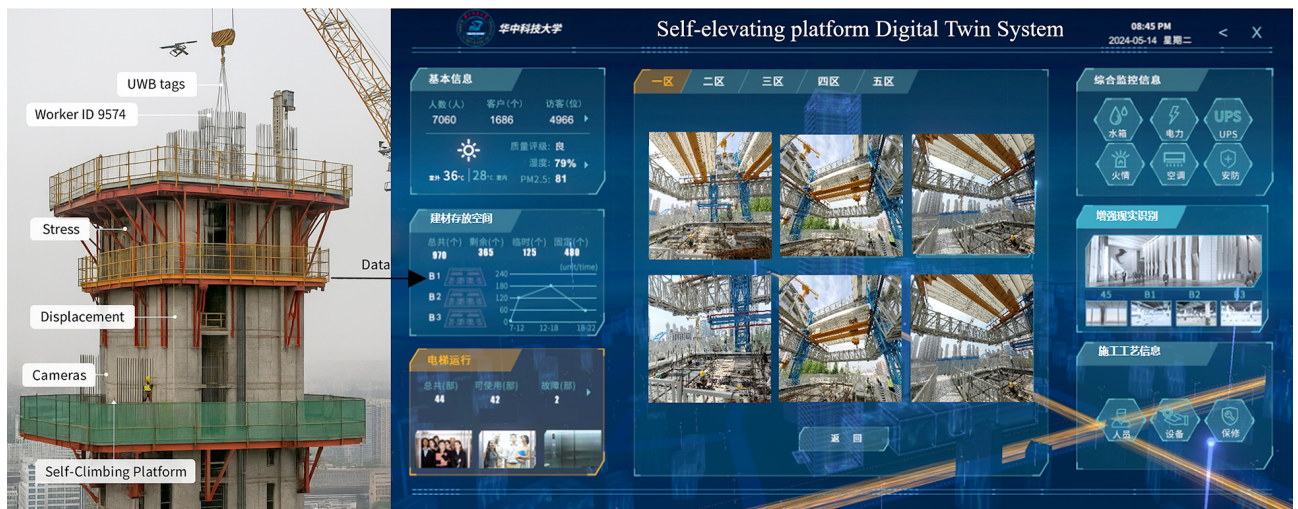 UWB tags
Worker ID 9574
Stress
Displacement
Cameras
Self-Climbing Platform
Data
华中科技大学
Self-elevating platform Digital Twin System
08:45 PM
2024-05-14 星期二
< X
基本信息
人数(人) 客户(个) 访客(位)
7060 1686 4966
质量评级: 良
湿度: 79%
室外 36℃ 28℃ 室内
PM2.5: 81
建材存放空间
总共(个) 剩余(个) 临时(个) 固定(个)
970 365 125 480
(unit/time)
B1
B2
B3
240
180
120
60
0
7-12 12-18 18-22
电梯运行
总共(部) 可使用(部) 故障(部)
44 42 2
一区 二区 三区 四区 五区
返 回
综合监控信息
UPS
水箱 电力 UPS
火情 空调 安防
增强现实识别
45 B1 B2 B3
施工工艺信息
人员 设备 保修